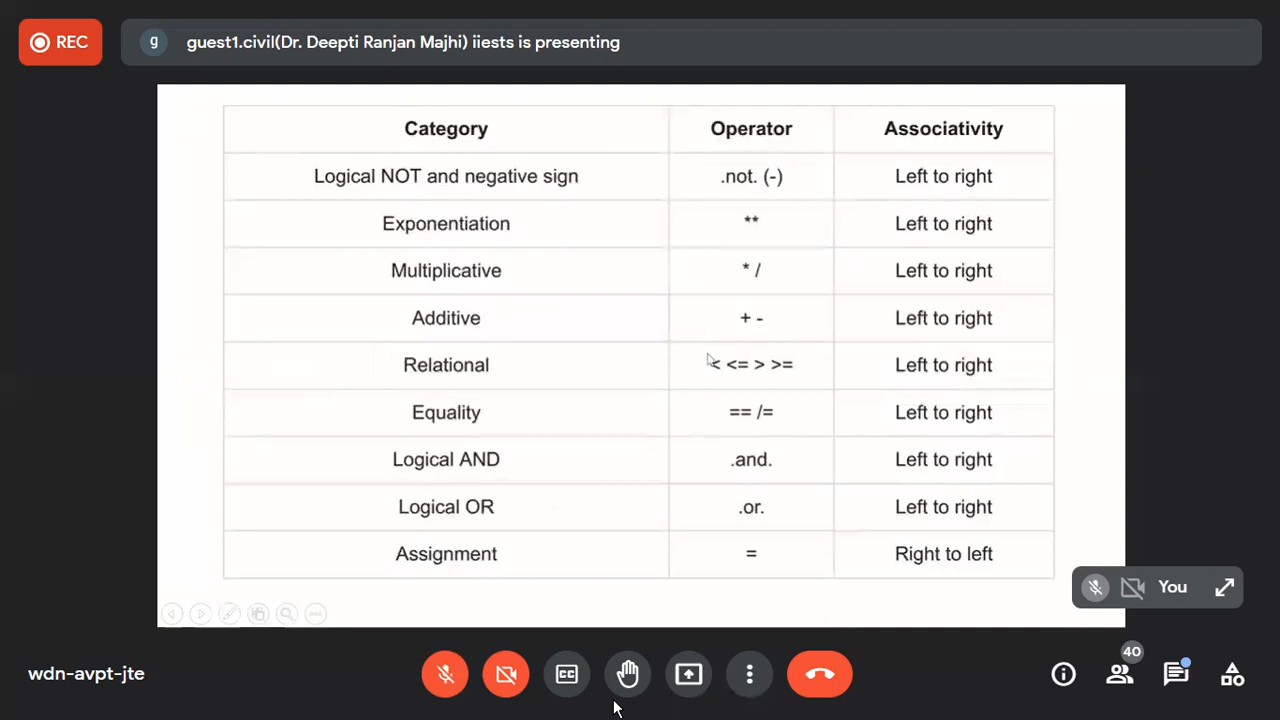 REC
g
guest1.civil(Dr. Deepti Ranjan Majhi) iiests is presenting
Category Operator Associativity
Logical NOT and negative sign .not. (-) Left to right
Exponentiation ** Left to right
Multiplicative * / Left to right
Additive + - Left to right
Relational < <= > >= Left to right
Equality == /= Left to right
Logical AND .and. Left to right
Logical OR .or. Left to right
Assignment = Right to left
You
wdn-avpt-jte
CC
40